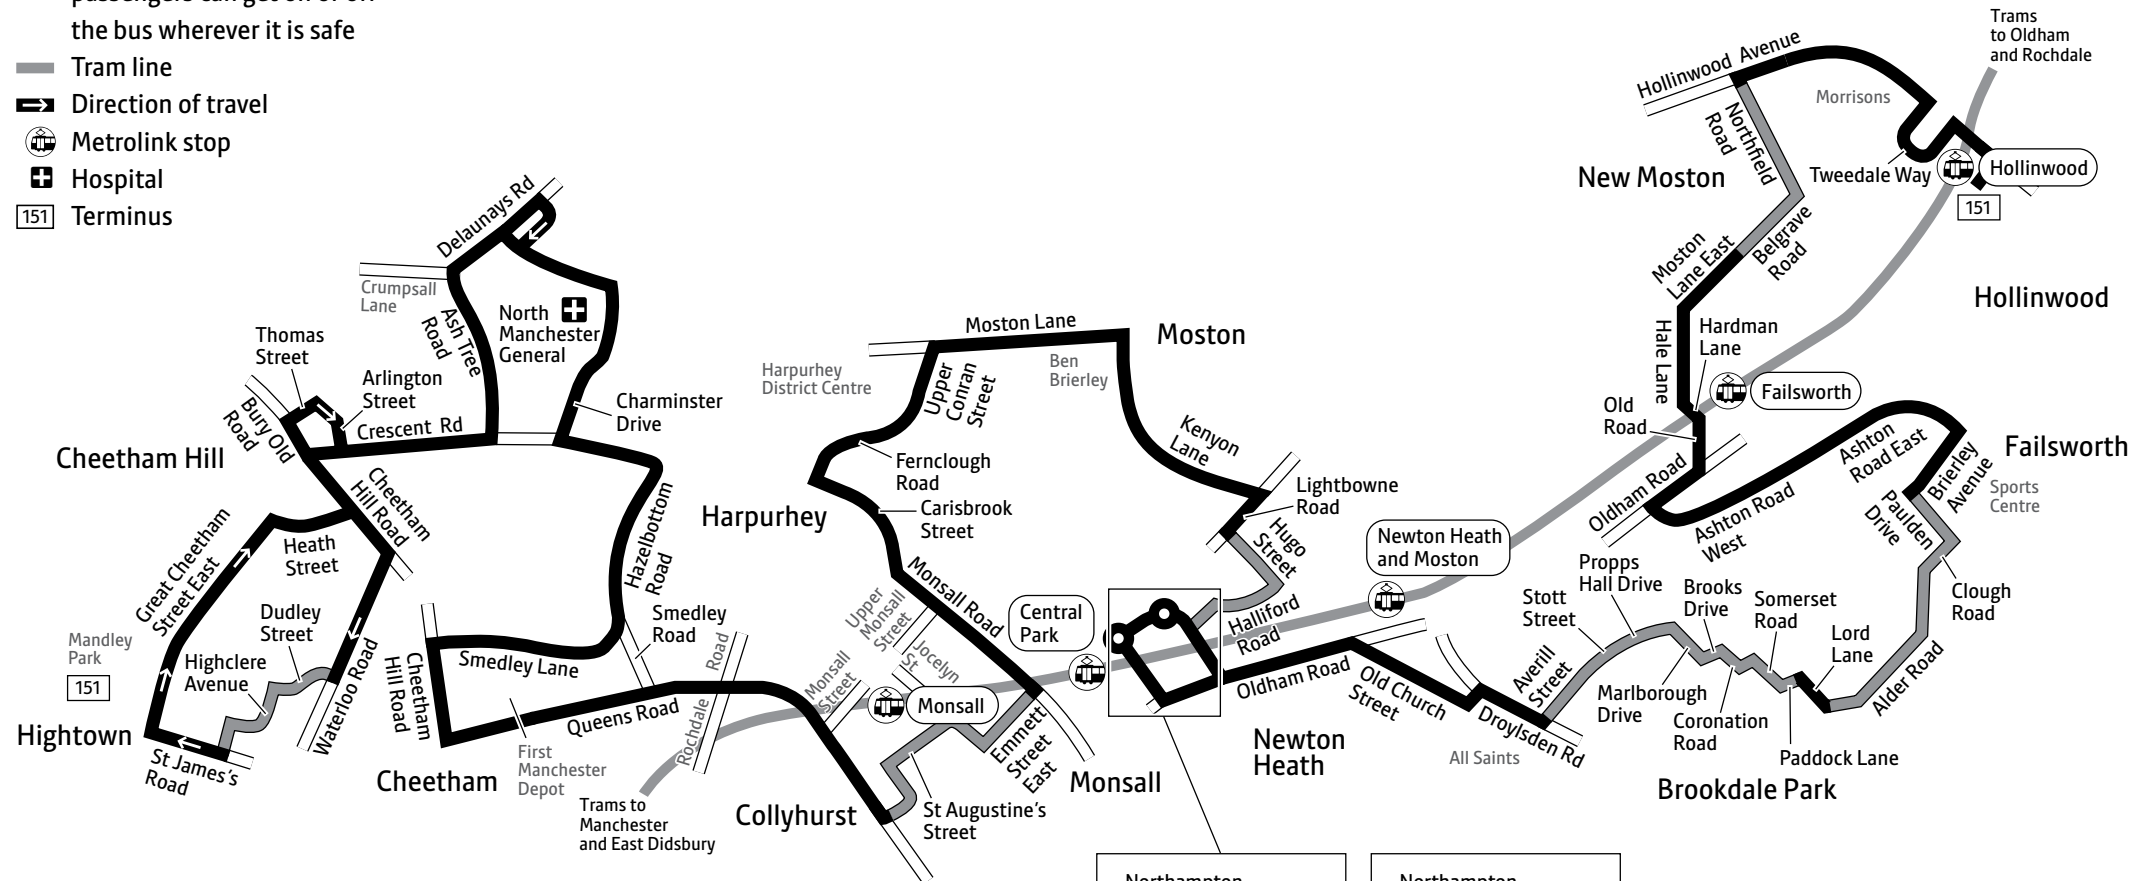 the bus wherever it is safe
Tram line
Direction of travel
Metrolink stop
Hospital
151
Terminus
Trams
to Oldham
and Rochdale
Hollinwood Avenue
Morrisons
Northfield
Road
New Moston
Tweedale Way
Hollinwood
151
Moston
Lane East
Belgrave
Road
Hollinwood
Delaunays Rd
Crumpsall
Lane
Ash Tree
Road
North
Manchester
General
Thomas
Street
Arlington
Street
Bury Old
Road
Crescent Rd
Charminster
Drive
Cheetham Hill
Cheetham
Hill Road
Great Cheetham
Street East
Heath
Street
Hazelbottom
Road
Dudley
Street
Highclere
Avenue
Mandley
Park
151
Hightown
St James's
Road
Waterloo Road
Cheetham
Hill Road
Smedley Lane
Smedley
Road
Queens Road
Cheetham
First
Manchester
Depot
Rochdale
Road
Trams to
Manchester
and East Didsbury
Moston Lane
Moston
Harpurhey
District Centre
Upper
Conran
Street
Ben
Brierley
Kenyon
Lane
Fernclough
Road
Carisbrook
Street
Harpurhey
Lightbowne
Road
Hugo
Street
Monsall Road
Upper
Monsall
Street
Jocelyn
St
Monsall
Street
Monsall
Central
Park
Collyhurst
St Augustine's
Street
Emmett
Street
East
Monsall
Halliford
Road
Newton Heath
and Moston
Oldham Road
Old Church
Street
Newton
Heath
Droylsden Rd
All Saints
Averill
Street
Stott
Street
Propps
Hall Drive
Brooks
Drive
Somerset
Road
Lord
Lane
Marlborough
Drive
Coronation
Road
Paddock Lane
Brookdale Park
Alder Road
Clough
Road
Paulden
Drive
Brierley
Avenue
Sports
Centre
Failsworth
Ashton
Road East
Ashton Road
West
Oldham Road
Old
Road
Hale Lane
Hardman
Lane
Failsworth